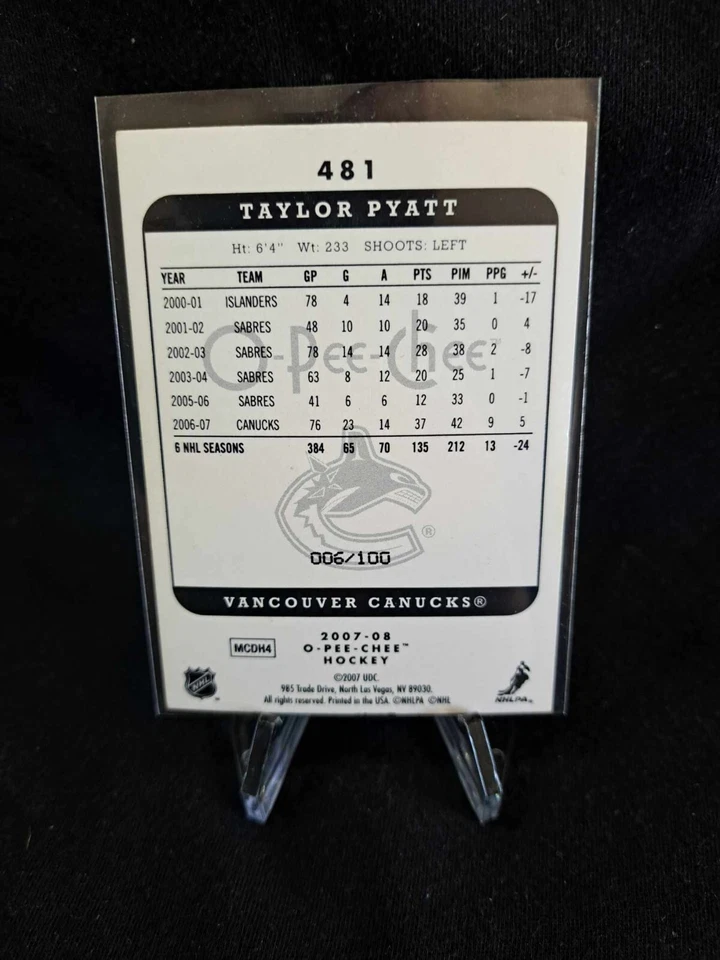 481
TAYLOR PYATT
Ht: 6'4" Wt: 233 SHOOTS: LEFT
YEAR TEAM GP G A PTS PIM PPG +/-
2000-01 ISLANDERS 78 4 14 18 39 1 -17
2001-02 SABRES 48 10 10 20 35 0 4
2002-03 SABRES 78 14 14 28 38 2 -8
2003-04 SABRES 63 8 12 20 25 1 -7
2005-06 SABRES 41 6 6 12 33 0 -1
2006-07 CANUCKS 76 23 14 37 42 9 5
6 NHL SEASONS 384 65 70 135 212 13 -24
O-Pee-Chee™
®
006/100
VANCOUVER CANUCKS®
MCDH4
2007-08
O-PEE-CHEE™
HOCKEY
©2007 UDC.
985 Trade Drive, North Las Vegas, NV 89030.
All rights reserved. Printed in the USA. ©NHLPA ©NHL
NHL
NHLPA